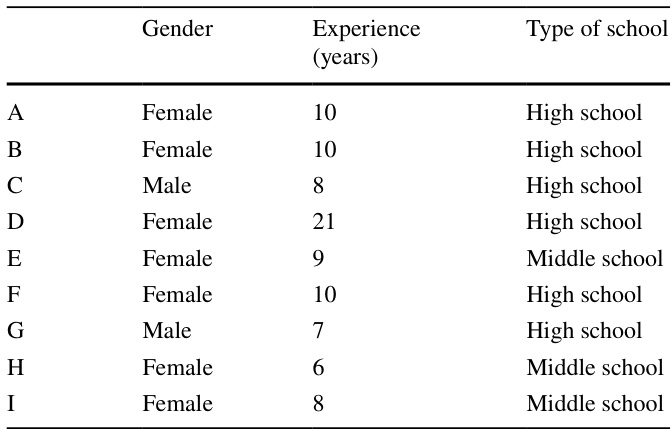 Gender Experience Type of school
(years)
A Female 10 High school
B Female 10 High school
C Male 8 High school
D Female 21 High school
E Female 9 Middle school
F Female 10 High school
G Male 7 High school
H Female 6 Middle school
I Female 8 Middle school